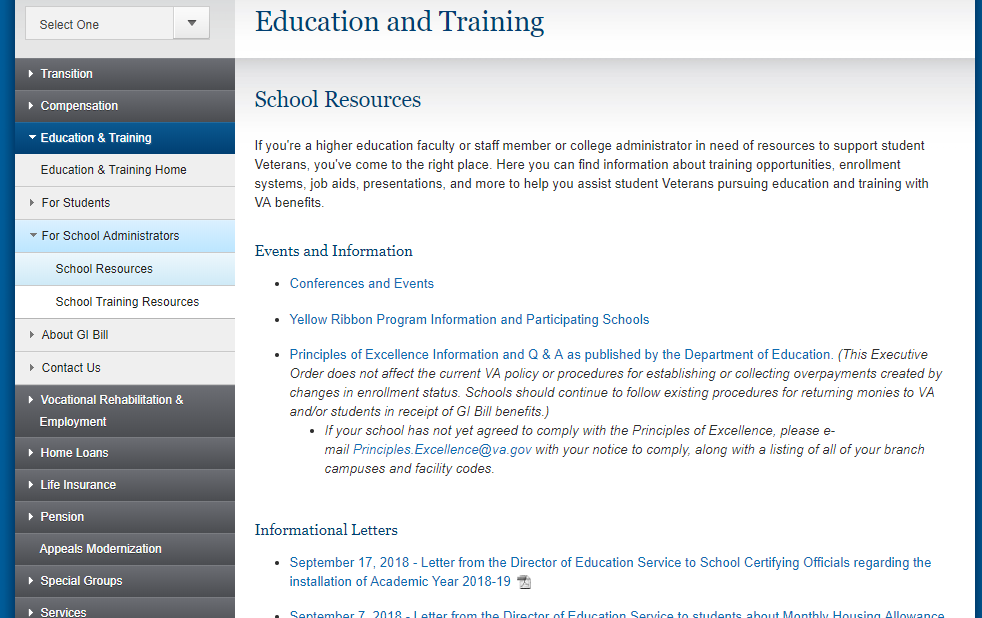 Select One
Transition
Compensation
Education & Training
Education & Training Home
For Students
For School Administrators
School Resources
School Training Resources
About GI Bill
Contact Us
Vocational Rehabilitation &
Employment
Home Loans
Life Insurance
Pension
Appeals Modernization
Special Groups
Services
Education and Training
School Resources
If you're a higher education faculty or staff member or college administrator in need of resources to support student
Veterans, you've come to the right place. Here you can find information about training opportunities, enrollment
systems, job aids, presentations, and more to help you assist student Veterans pursuing education and training with
VA benefits.
Events and Information
Conferences and Events
Yellow Ribbon Program Information and Participating Schools
Principles of Excellence Information and Q & A as published by the Department of Education. (This Executive
Order does not affect the current VA policy or procedures for establishing or collecting overpayments created by
changes in enrollment status. Schools should continue to follow existing procedures for returning monies to VA
and/or students in receipt of GI Bill benefits.)
If your school has not yet agreed to comply with the Principles of Excellence, please e-
mail Principles.Excellence@va.gov with your notice to comply, along with a listing of all of your branch
campuses and facility codes.
Informational Letters
September 17, 2018 - Letter from the Director of Education Service to School Certifying Officials regarding the
installation of Academic Year 2018-19
September 7, 2018 - Letter from the Director of Education Service to students about Monthly Housing Allowance